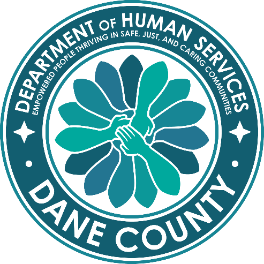 DEPARTMENT OF HUMAN SERVICES
EMPOWERED PEOPLE THRIVING IN SAFE, JUST, AND CARING COMMUNITIES
DANE COUNTY